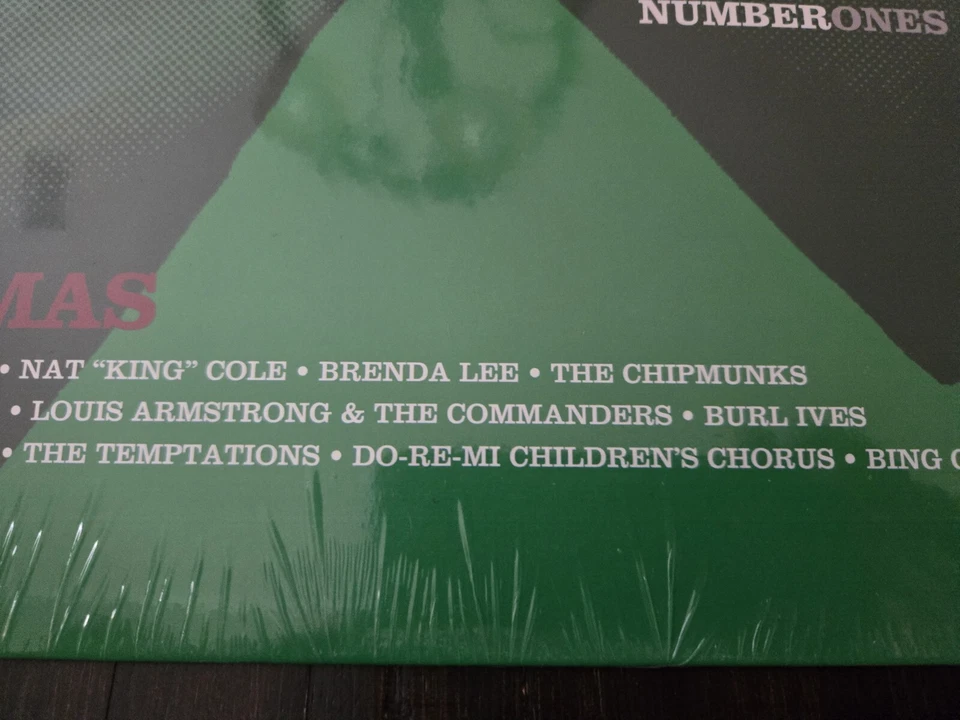 NUMBERONES
MAS
• NAT “KING” COLE • BRENDA LEE • THE CHIPMUNKS
• LOUIS ARMSTRONG & THE COMMANDERS • BURL IVES
• THE TEMPTATIONS • DO-RE-MI CHILDREN'S CHORUS • BING